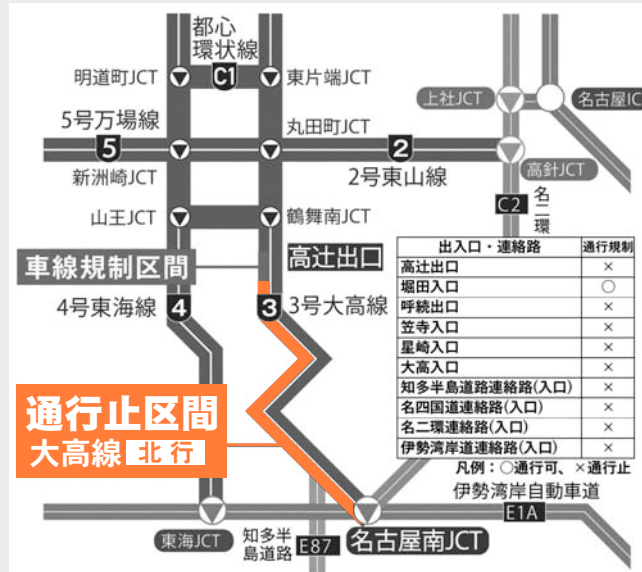 都心
環状線
明道町JCT
C1
東片端JCT
上社JCT
名古屋IC
5号万場線
丸田町JCT
5
2
新洲崎JCT
2号東山線
高針JCT
山王JCT
鶴舞南JCT
C2
名二環
車線規制区間
高辻出口
4号東海線
4
3
3号大高線
出入口・連絡路 通行規制
高辻出口 ×
堀田入口 ○
呼続出口 ×
笠寺入口 ×
星崎入口 ×
大高入口 ×
知多半島道路連絡路(入口) ×
名四国道連絡路(入口) ×
名二環連絡路(入口) ×
伊勢湾岸道連絡路(入口) ×
凡例:○通行可、×通行止
通行止区間
大高線 北行
伊勢湾岸自動車道
E1A
東海JCT
知多半
島道路
E87
名古屋南JCT